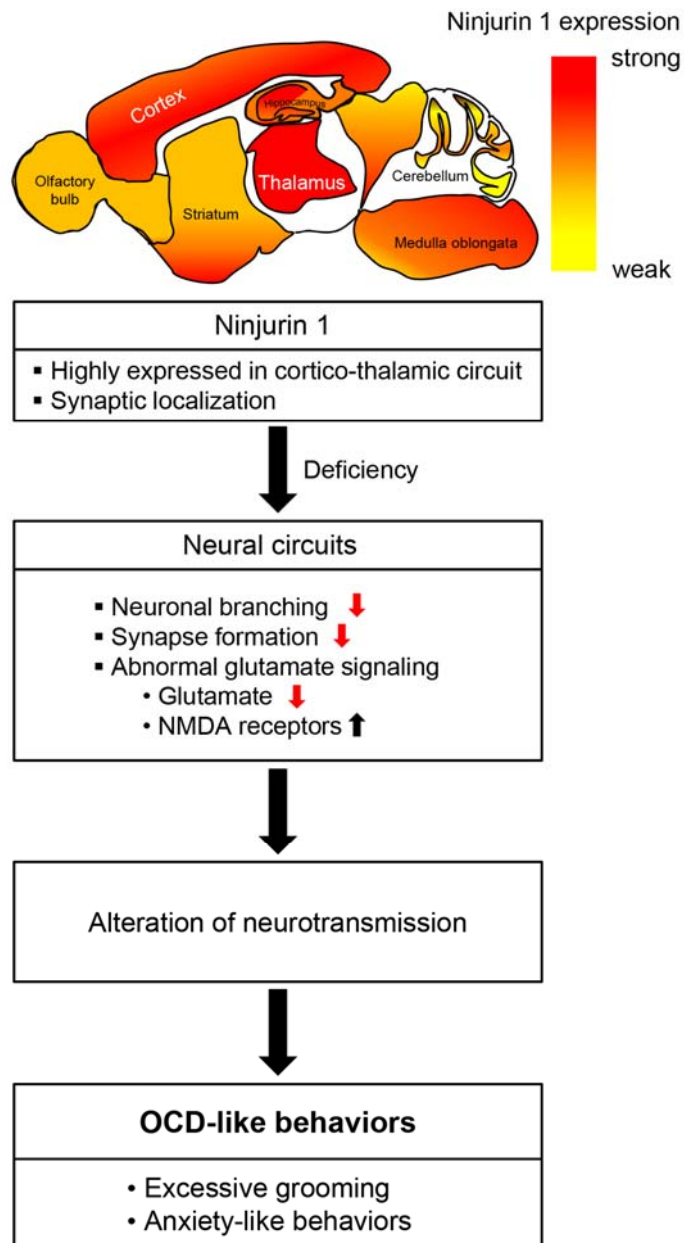 Ninjurin 1 expression
strong
Cortex
Hippocampus
Thalamus
Olfactory
bulb
Striatum
Cerebellum
Medulla oblongata
weak
Ninjurin 1
▪ Highly expressed in cortico-thalamic circuit
▪ Synaptic localization
Deficiency
Neural circuits
▪ Neuronal branching ↓
▪ Synapse formation ↓
▪ Abnormal glutamate signaling
• Glutamate ↓
• NMDA receptors ↑
Alteration of neurotransmission
OCD-like behaviors
• Excessive grooming
• Anxiety-like behaviors